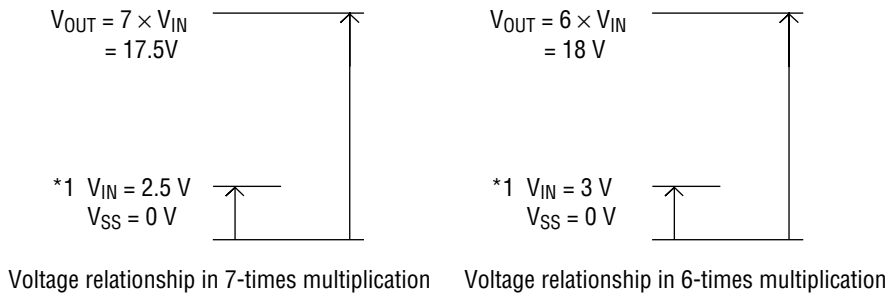 VOUT = 7 × VIN
= 17.5V
*1 VIN = 2.5 V
VSS = 0 V
Voltage relationship in 7-times multiplication
VOUT = 6 × VIN
= 18 V
*1 VIN = 3 V
VSS = 0 V
Voltage relationship in 6-times multiplication